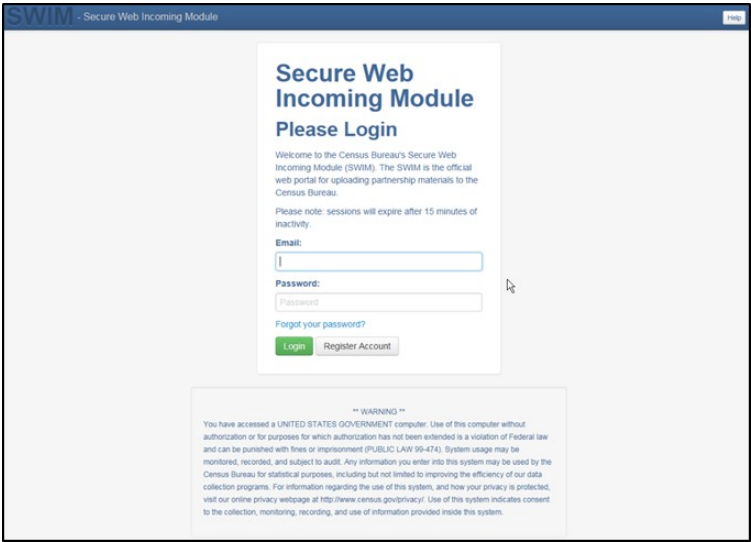 SWIM - Secure Web Incoming Module
Help
Secure Web
Incoming Module
Please Login
Welcome to the Census Bureau's Secure Web
Incoming Module (SWIM). The SWIM is the official
web portal for uploading partnership materials to the
Census Bureau.
Please note: sessions will expire after 15 minutes of
inactivity.
Email:
Password:
Password
Forgot your password?
Login
Register Account
** WARNING **
You have accessed a UNITED STATES GOVERNMENT computer. Use of this computer without
authorization or for purposes for which authorization has not been extended is a violation of Federal law
and can be punished with fines or imprisonment (PUBLIC LAW 99-474). System usage may be
monitored, recorded, and subject to audit. Any information you enter into this system may be used by the
Census Bureau for statistical purposes, including but not limited to improving the efficiency of our data
collection programs. For information regarding the use of this system, and how your privacy is protected,
visit our online privacy webpage at http://www.census.gov/privacy/. Use of this system indicates consent
to the collection, monitoring, recording, and use of information provided inside this system.